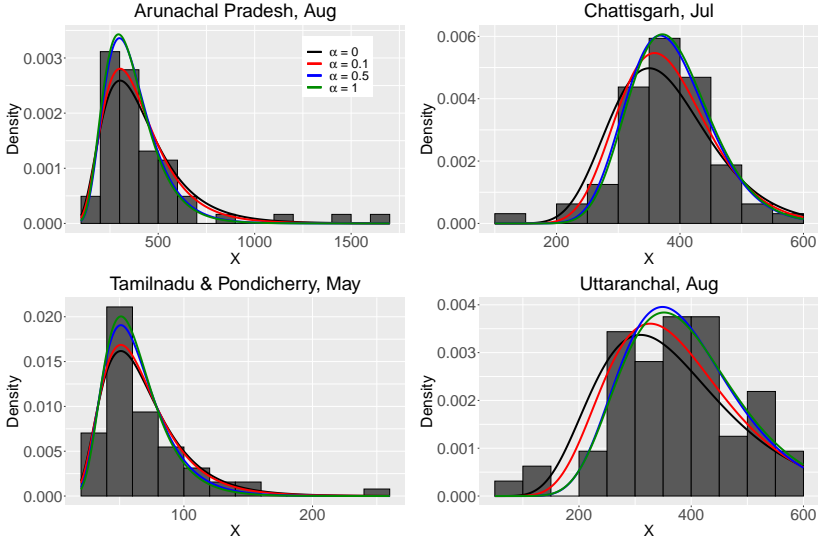 Arunachal Pradesh, Aug
Density
0.003
0.002
0.001
0.000
α = 0
α = 0.1
α = 0.5
α = 1
500
1000
1500
X
Chattisgarh, Jul
Density
0.006
0.004
0.002
0.000
200
400
600
X
Tamilnadu & Pondicherry, May
Density
0.020
0.015
0.010
0.005
0.000
100
200
X
Uttaranchal, Aug
Density
0.004
0.003
0.002
0.001
0.000
200
400
600
X